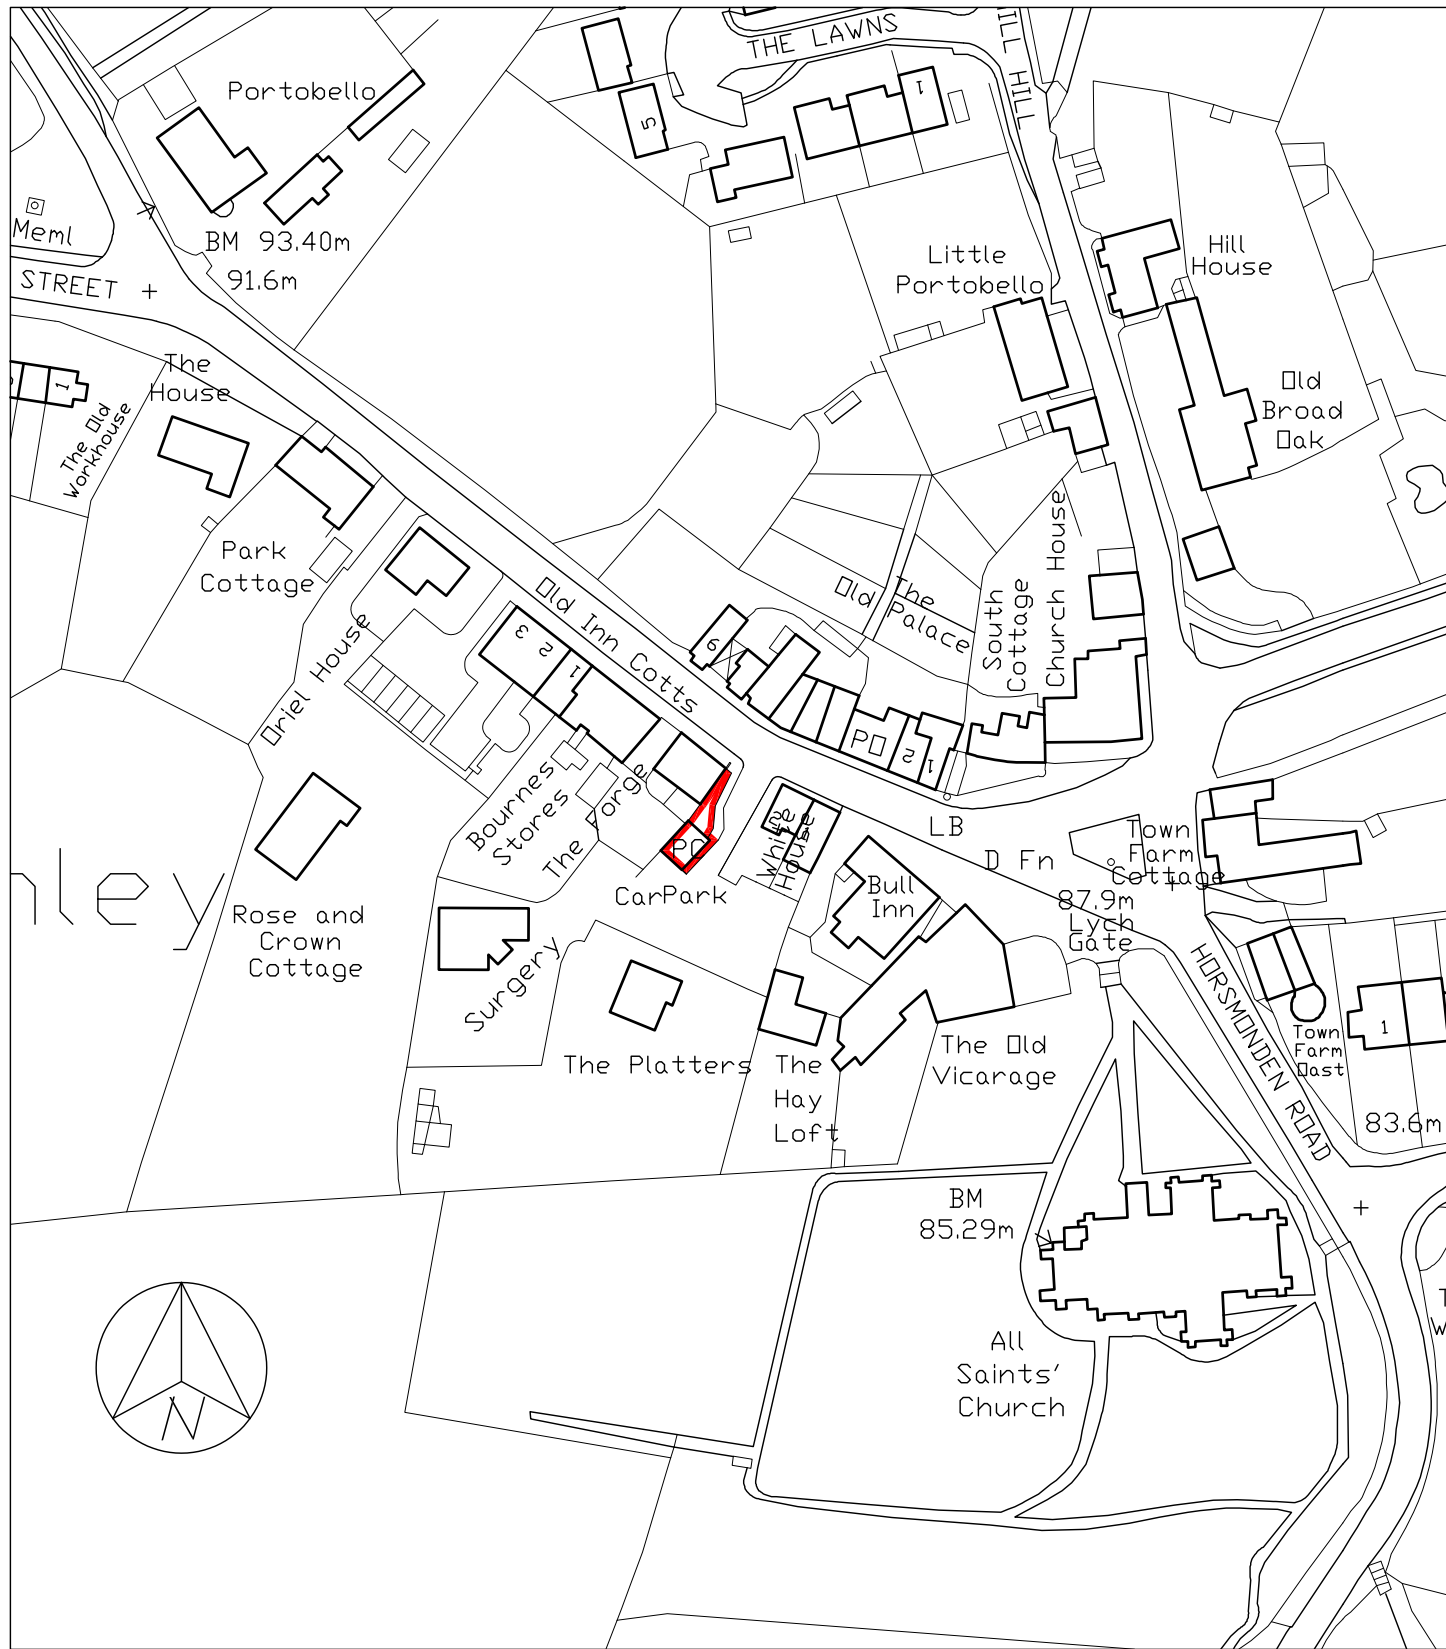 THE LAWNS
HILL
Portobello
1
5
Meml
BM 93.40m
91.6m
STREET
Little
Portobello
Hill
House
The
House
1
The Old
Workhouse
Old
Broad
Oak
Park
Cottage
Old Inn Cotts
The
Old Palace
South
Cottage
Church House
Oriel House
3
2
1
6
PO
2
1
Bournes
Stores
The Forge
PC
CarPark
White
House
LB
D Fn
Town
Farm
Cottage
87.9m
Lych
Gate
Bull
Inn
nley
Rose and
Crown
Cottage
Surgery
The Platters
The
Hay
Loft
The Old
Vicarage
HORSMONDEN ROAD
Town
Farm
Oast
1
83.6m
BM
85.29m
All
Saints'
Church
N